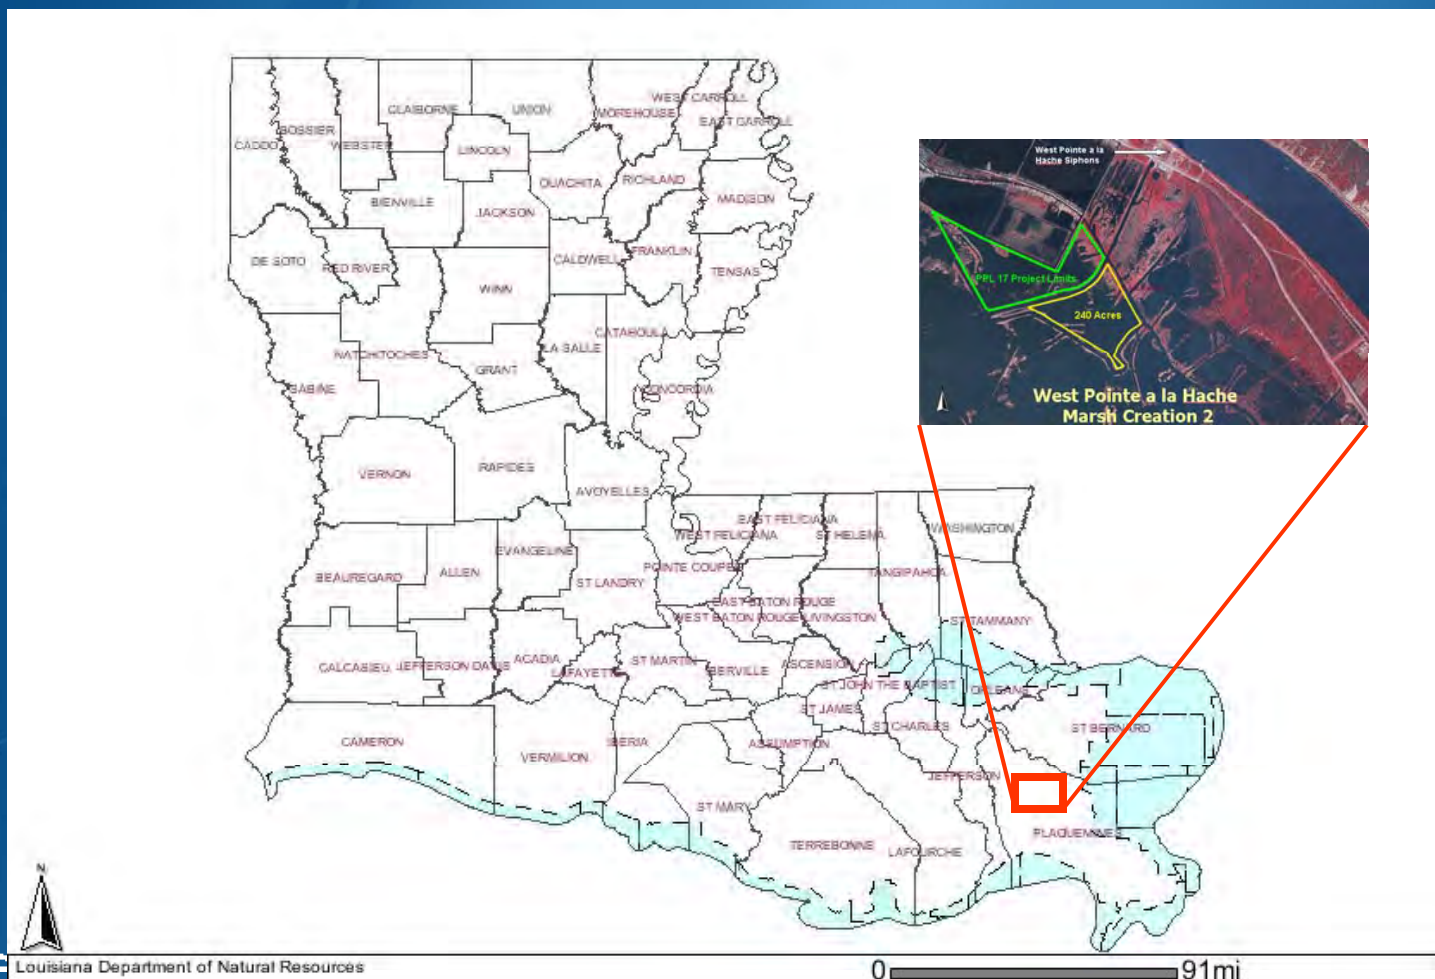 CLAIBORNE
UNION
MOREHOUSE
WEST CARROLL
EAST CARROLL
CADDO
BOSSIER
WEBSTER
LINCOLN
OUACHITA
RICHLAND
MADISON
BIENVILLE
JACKSON
DE SOTO
RED RIVER
CALDWELL
FRANKLIN
TENSAS
WINN
NATCHITOCHES
GRANT
LA SALLE
CATAHOULA
CONCORDIA
SABINE
VERNON
RAPIDES
AVOYELLES
West Pointe a la
Hache Siphons
PPL 17 Project Limits
240 Acres
West Pointe a la Hache
Marsh Creation 2
BEAUREGARD
ALLEN
EVANGELINE
ST LANDRY
POINTE COUPEE
WEST FELICIANA
EAST FELICIANA
ST HELENA
TANGIPAHOA
WASHINGTON
EAST BATON ROUGE
WEST BATON ROUGE
LIVINGSTON
ST TAMMANY
CALCASIEU
JEFFERSON DAVIS
ACADIA
LAFAYETTE
ST MARTIN
IBERVILLE
ASCENSION
ST JOHN THE BAPTIST
ORLEANS
ST JAMES
ST CHARLES
ST BERNARD
CAMERON
VERMILION
IBERIA
ASSUMPTION
JEFFERSON
ST MARY
TERREBONNE
LAFOURCHE
PLAQUEMINES
N
Louisiana Department of Natural Resources
0
91mi